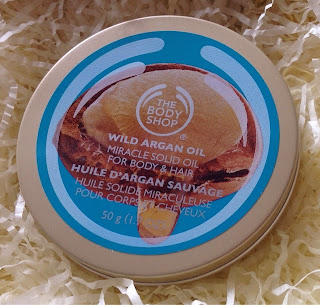 THE
BODY
SHOP
®
WILD ARGAN OIL
MIRACLE SOLID OIL
FOR BODY & HAIR
HUILE D'ARGAN SAUVAGE
HUILE SOLIDE MIRACULEUSE
POUR CORPS & CHEVEUX
50 g (1.